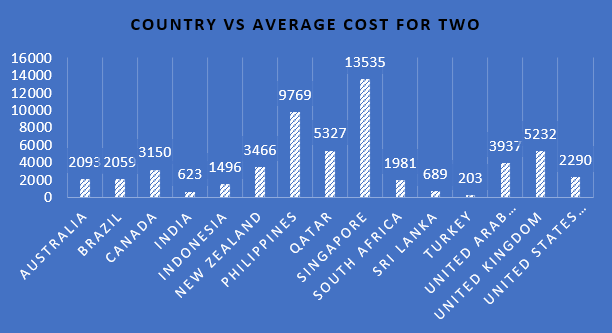 COUNTRY VS AVERAGE COST FOR TWO
16000
14000
12000
10000
8000
6000
4000
2000
0
2093
2059
3150
623
1496
3466
9769
5327
13535
1981
689
203
3937
5232
2290
AUSTRALIA
BRAZIL
CANADA
INDIA
INDONESIA
NEW ZEALAND
PHILIPPINES
QATAR
SINGAPORE
SOUTH AFRICA
SRI LANKA
TURKEY
UNITED ARAB…
UNITED KINGDOM
UNITED STATES…